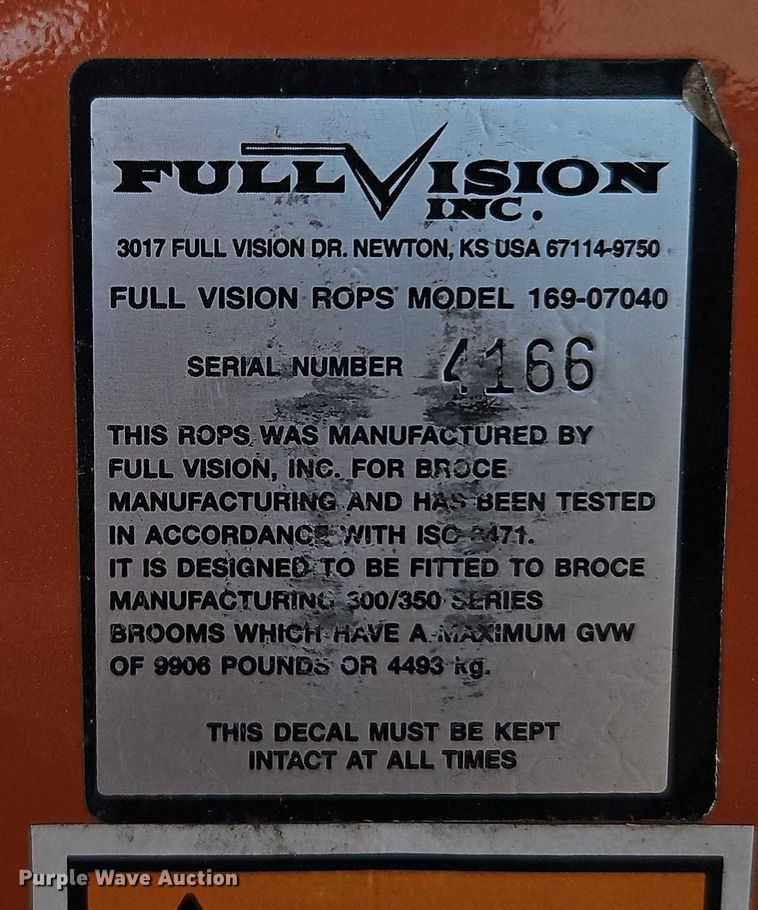 FULL VISION
INC.
3017 FULL VISION DR. NEWTON, KS USA 67114-9750
FULL VISION ROPS MODEL 169-07040
SERIAL NUMBER 4166
THIS ROPS WAS MANUFACTURED BY
FULL VISION, INC. FOR BROCE
MANUFACTURING AND HAS BEEN TESTED
IN ACCORDANCE WITH ISO 3471.
IT IS DESIGNED TO BE FITTED TO BROCE
MANUFACTURING 300/350 SERIES
BROOMS WHICH HAVE A MAXIMUM GVW
OF 9906 POUNDS OR 4493 kg.
THIS DECAL MUST BE KEPT
INTACT AT ALL TIMES
Purple Wave Auction